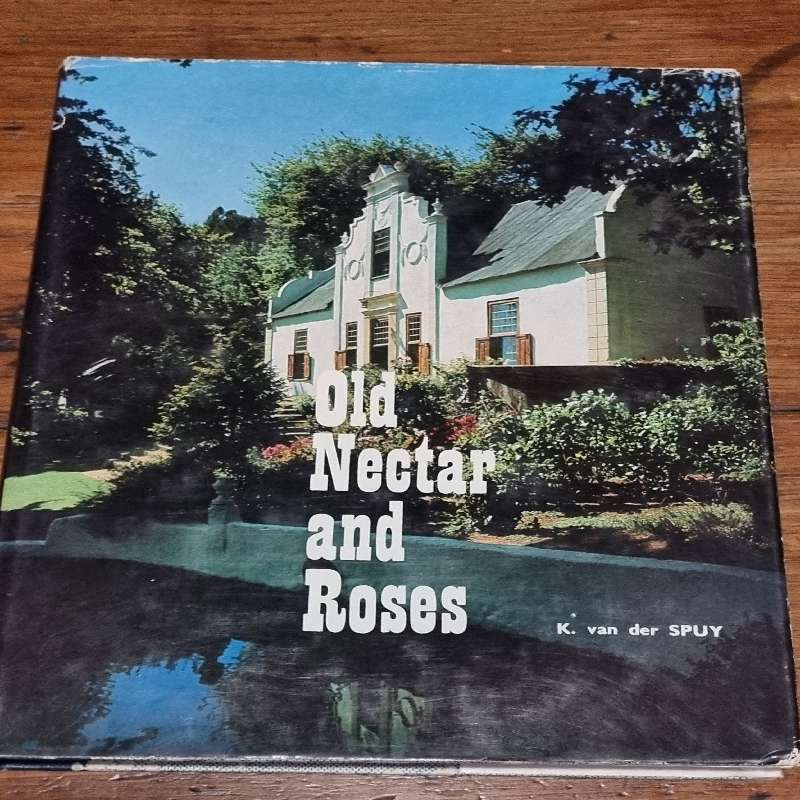 Old
Nectar
and
Roses
K. van der SPUY